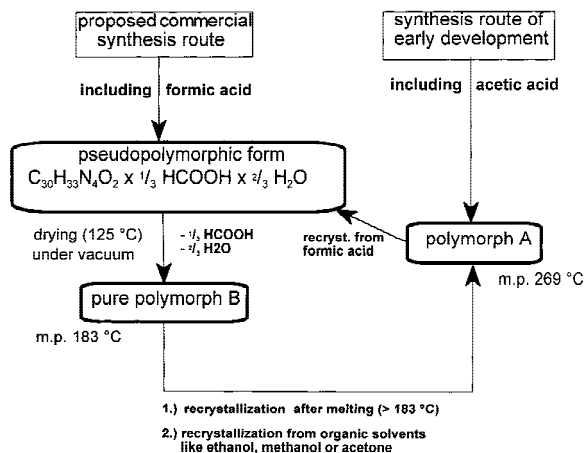 proposed commercial
synthesis route
synthesis route of
early development
including formic acid
including acetic acid
pseudopolymorphic form
C₃₀H₃₃N₄O₂ x ¹/₃ HCOOH x ²/₃ H₂O
drying (125 °C)
under vacuum
- ¹/₃ HCOOH
- ²/₃ H2O
recryst. from
formic acid
polymorph A
m.p. 269 °C
pure polymorph B
m.p. 183 °C
1.) recrystallization after melting (> 183 °C)
2.) recrystallization from organic solvents
like ethanol, methanol or acetone